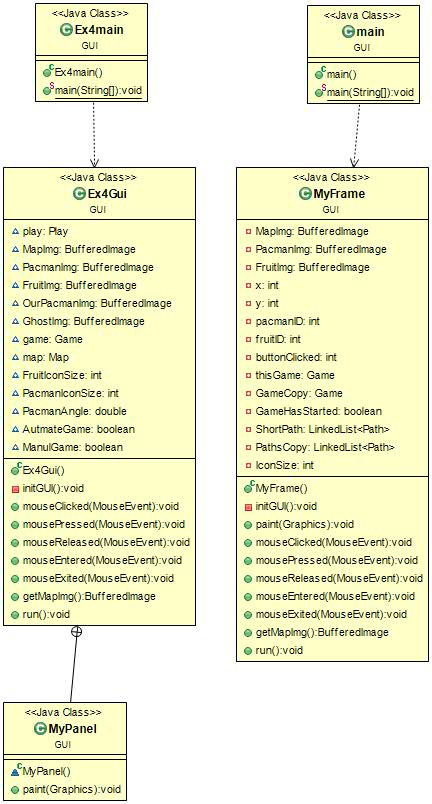 <<Java Class>>
Ex4main
GUI
Ex4main()
main(String[]):void
<<Java Class>>
main
GUI
main()
main(String[]):void
<<Java Class>>
Ex4Gui
GUI
play: Play
MapImg: BufferedImage
PacmanImg: BufferedImage
FruitImg: BufferedImage
OurPacmanImg: BufferedImage
GhostImg: BufferedImage
game: Game
map: Map
FruitIconSize: int
PacmanIconSize: int
PacmanAngle: double
AutmateGame: boolean
ManulGame: boolean
Ex4Gui()
initGUI():void
mouseClicked(MouseEvent):void
mousePressed(MouseEvent):void
mouseReleased(MouseEvent):void
mouseEntered(MouseEvent):void
mouseExited(MouseEvent):void
getMapImg():BufferedImage
run():void
<<Java Class>>
MyFrame
GUI
MapImg: BufferedImage
PacmanImg: BufferedImage
FruitImg: BufferedImage
x: int
y: int
pacmanID: int
fruitID: int
buttonClicked: int
thisGame: Game
GameCopy: Game
GameHasStarted: boolean
ShortPath: LinkedList<Path>
PathsCopy: LinkedList<Path>
IconSize: int
MyFrame()
initGUI():void
paint(Graphics):void
mouseClicked(MouseEvent):void
mousePressed(MouseEvent):void
mouseReleased(MouseEvent):void
mouseEntered(MouseEvent):void
mouseExited(MouseEvent):void
getMapImg():BufferedImage
run():void
<<Java Class>>
MyPanel
GUI
MyPanel()
paint(Graphics):void